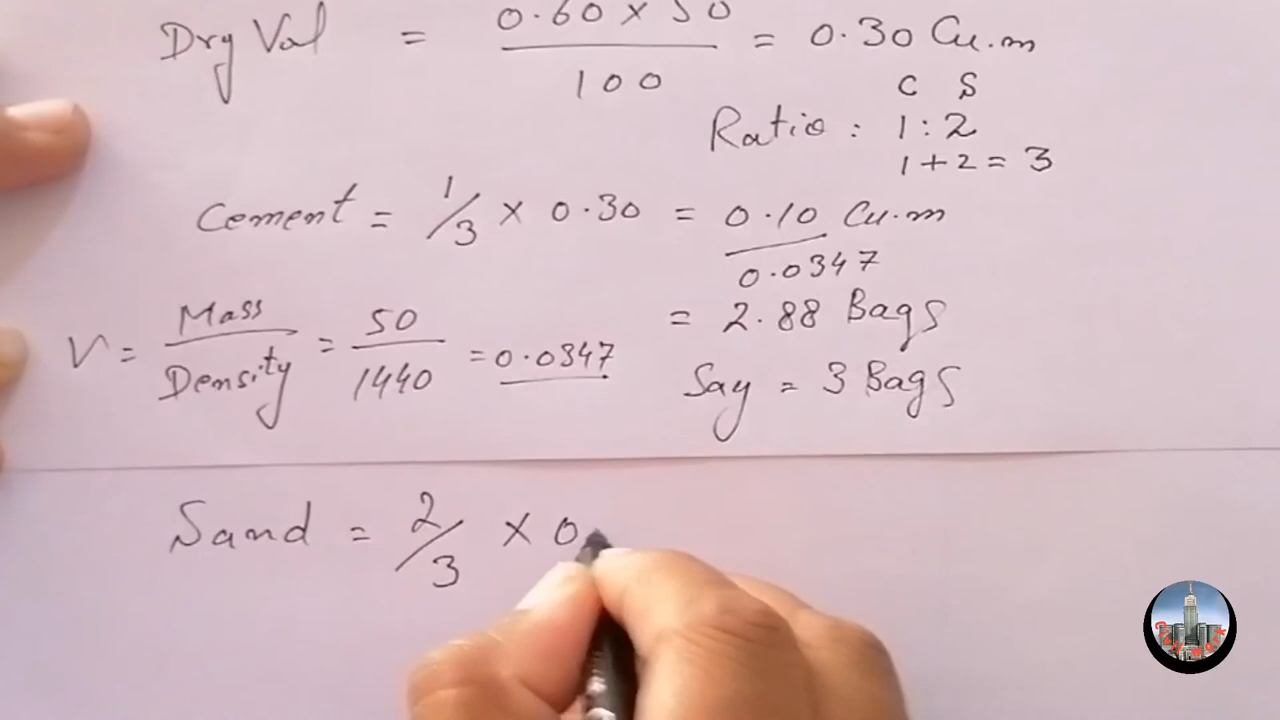 Dry Vol = 0.60 x 50 / 100 = 0.30 Cu.m
C S
Ratio : 1 : 2
1 + 2 = 3
Cement = 1/3 x 0.30 = 0.10 Cu.m
0.0347
= 2.88 Bags
V = Mass / Density = 50 / 1440 = 0.0347
Say = 3 Bags
Sand = 2/3 x 0